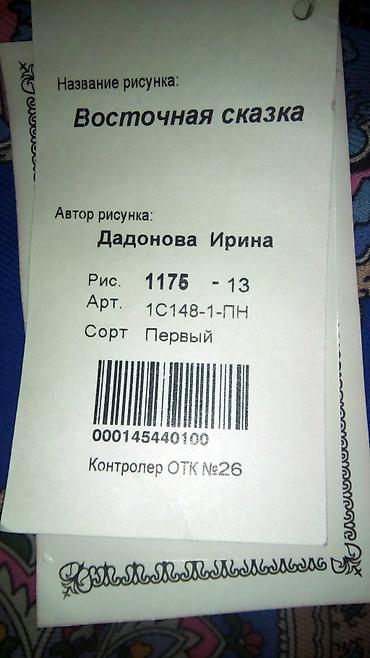 Название рисунка:
Восточная сказка
Автор рисунка:
Дадонова Ирина
Рис. 1175 - 13
Арт. 1С148-1-ПН
Сорт Первый
000145440100
Контролер ОТК №26